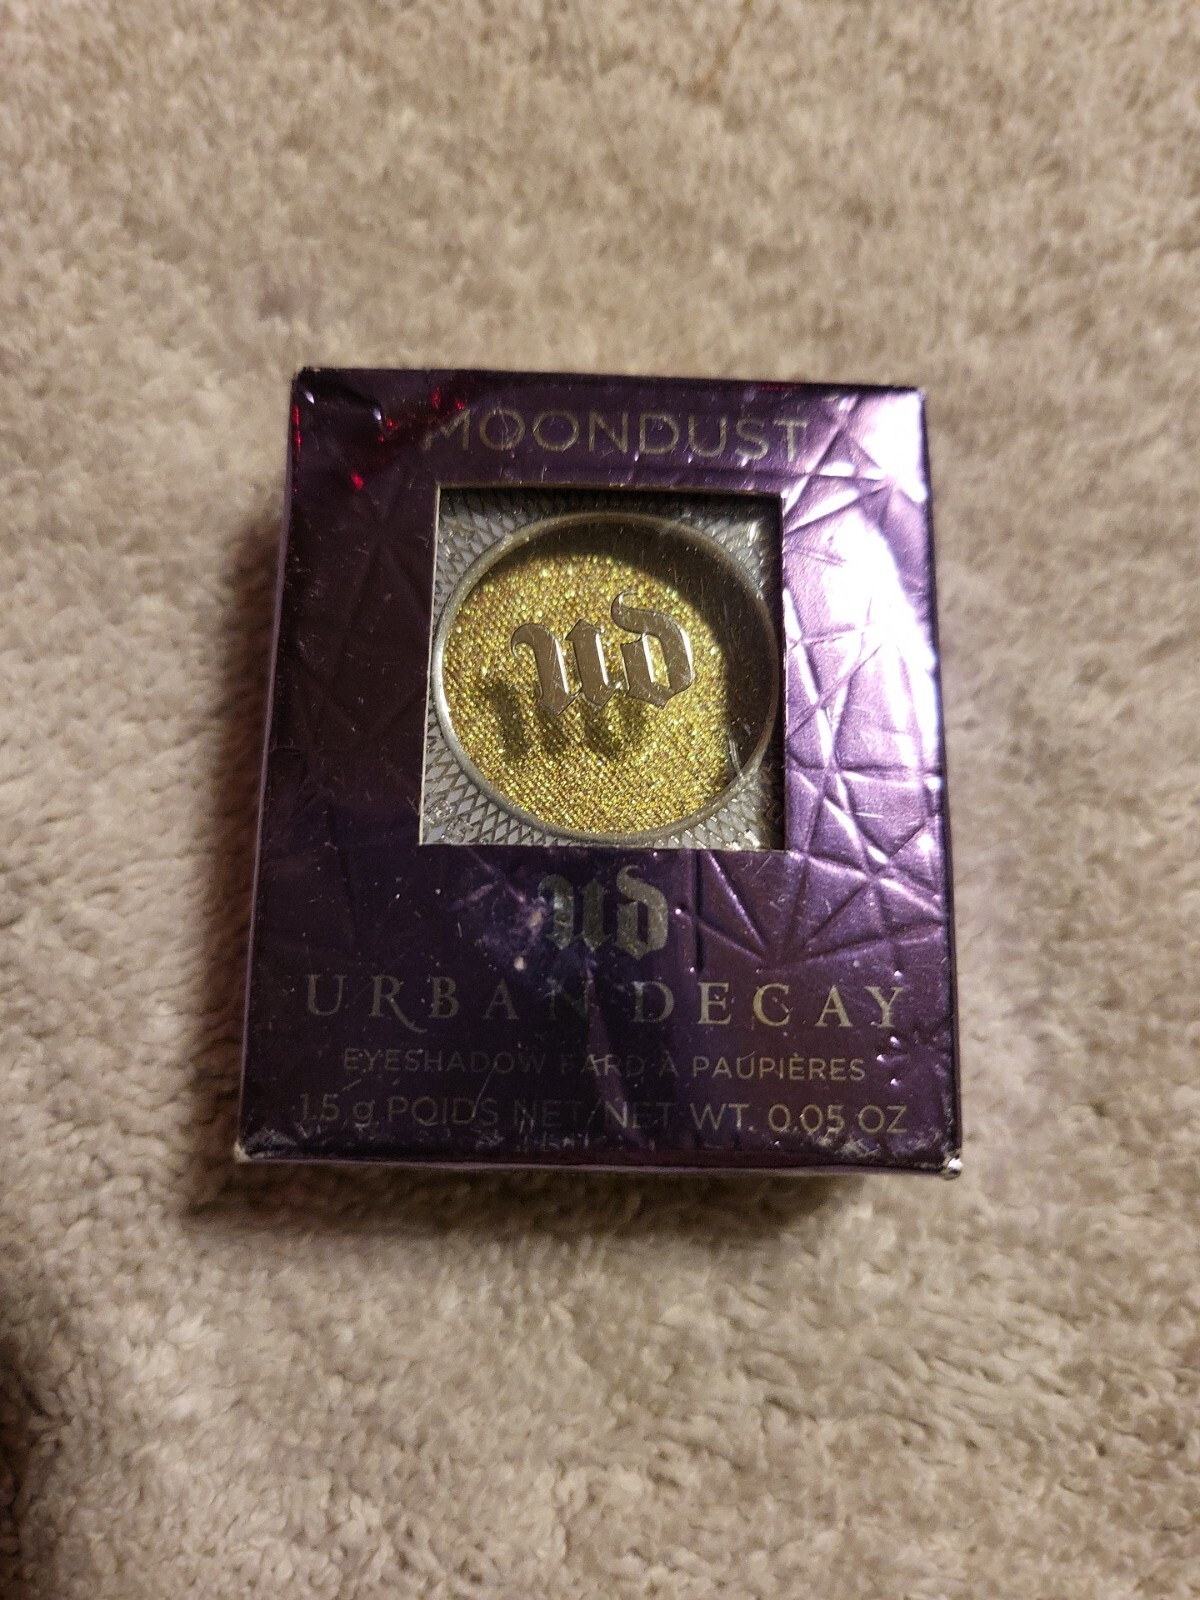 MOONDUST
ud
ud
URBAN DECAY
EYESHADOW FARD À PAUPIÈRES
1.5 g POIDS NET/NET WT. 0.05 OZ